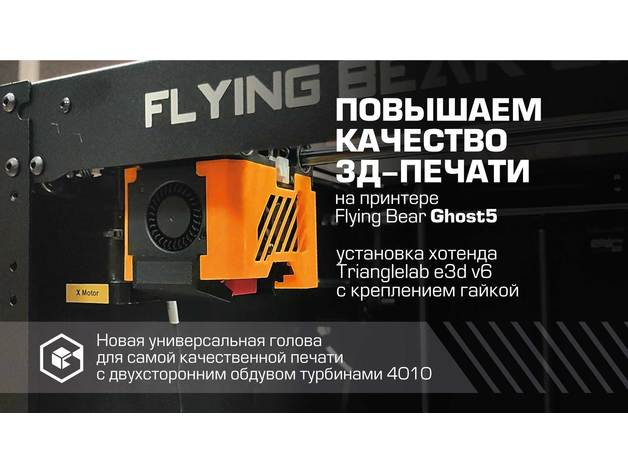 FLYING BEAR
ПОВЫШАЕМ
КАЧЕСТВО
3Д-ПЕЧАТИ
на принтере
Flying Bear Ghost5
установка хотенда
Trianglelab e3d v6
с креплением гайкой
X Motor
Новая универсальная голова
для самой качественной печати
с двухсторонним обдувом турбинами 4010